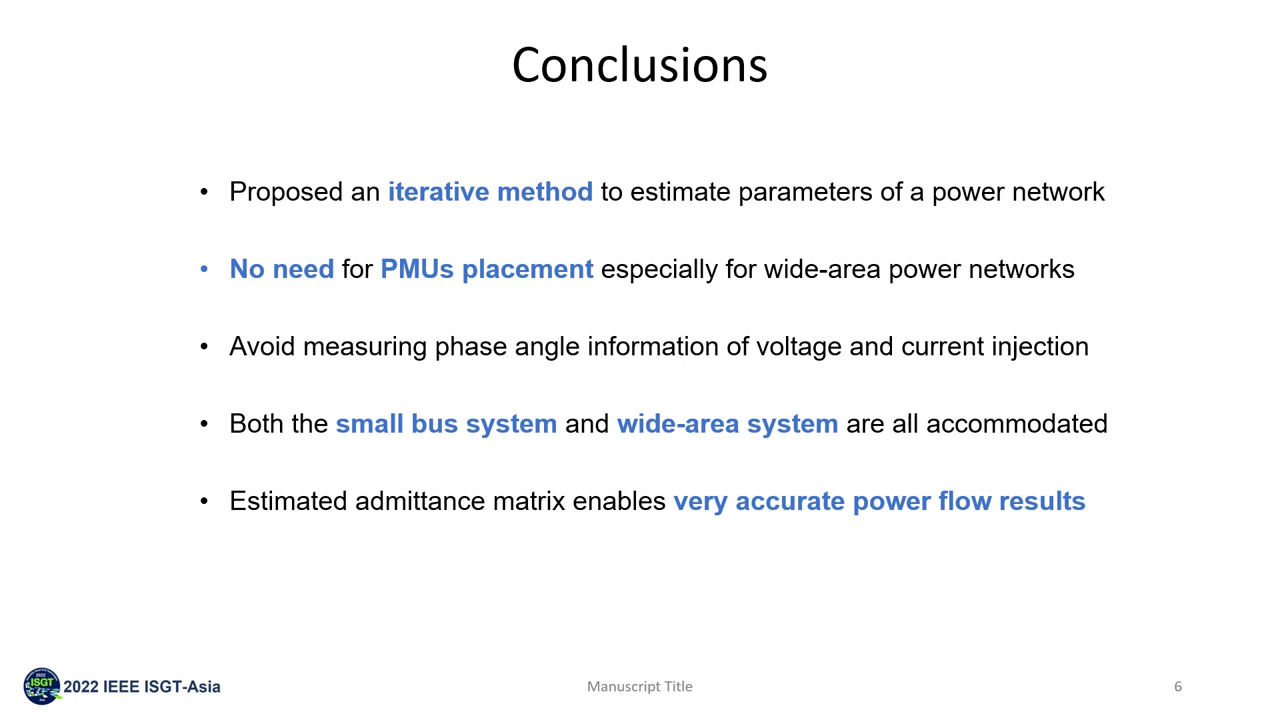 Conclusions
• Proposed an iterative method to estimate parameters of a power network
• No need for PMUs placement especially for wide-area power networks
• Avoid measuring phase angle information of voltage and current injection
• Both the small bus system and wide-area system are all accommodated
• Estimated admittance matrix enables very accurate power flow results
2022
ISGT
2022 IEEE ISGT-Asia
Manuscript Title
6